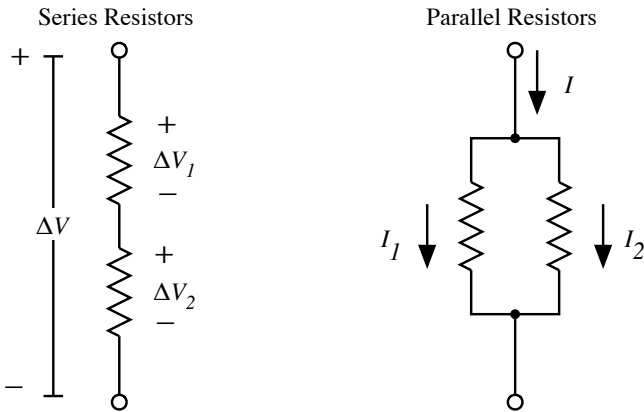 Series Resistors
+
+
ΔV₁
−
ΔV
+
ΔV₂
−
−
Parallel Resistors
I
I₁
I₂